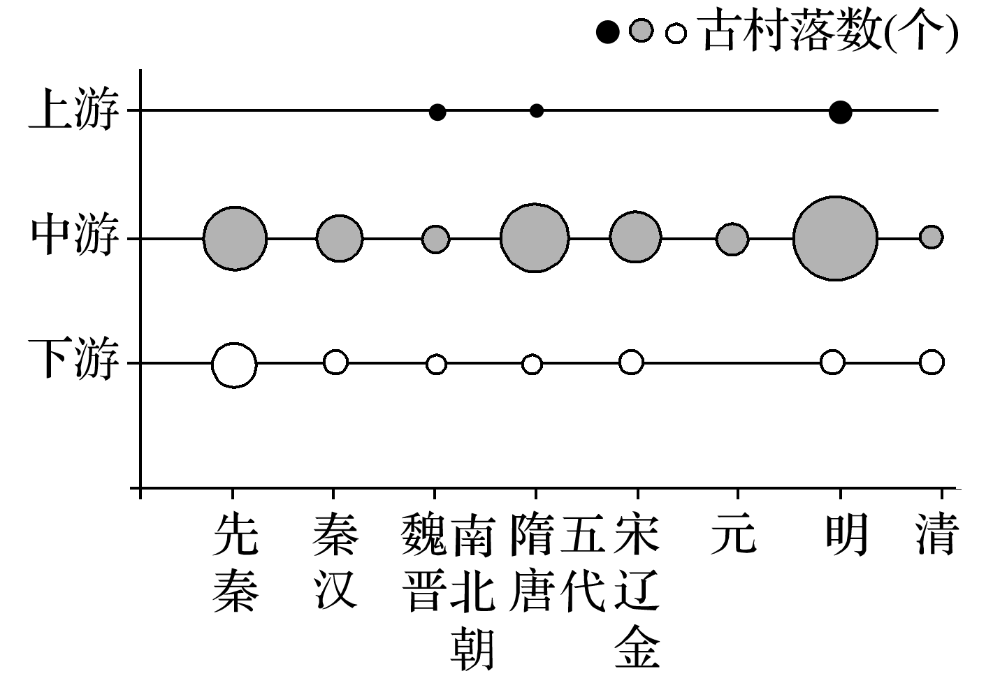 古村落数(个)
上游
中游
下游
先秦
秦汉
魏晋南北朝
隋唐五代
宋辽金
元
明
清